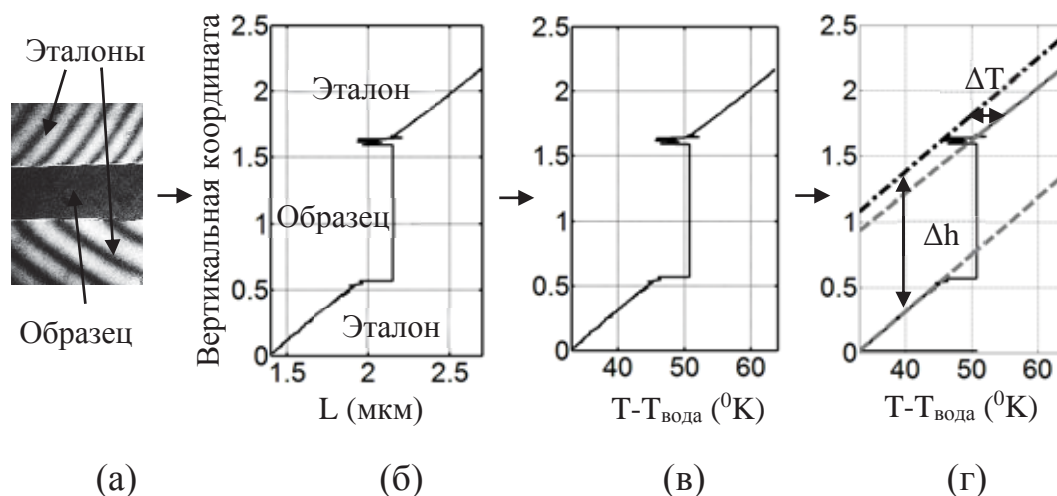 Эталоны
Образец
(а)
Вертикальная координата
2.5
2
1.5
1
0.5
0
Эталон
Образец
Эталон
1.5
2
2.5
L (мкм)
(б)
2.5
2
1.5
1
0.5
0
40
50
60
T-Tвода (⁰K)
(в)
2.5
2
1.5
1
0.5
0
ΔT
Δh
40
50
60
T-Tвода (⁰K)
(г)